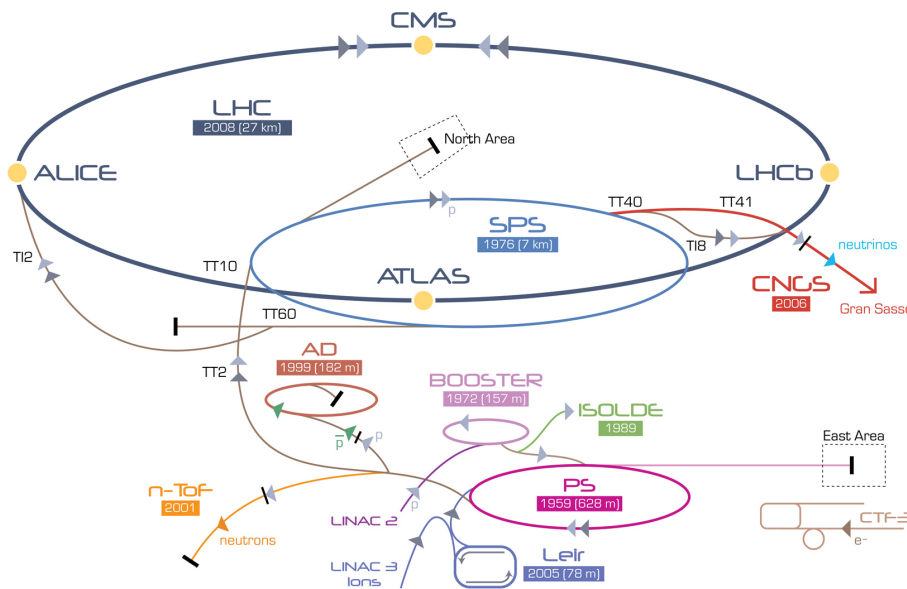 CMS
LHC
2008 (27 km)
North Area
ALICE
LHCb
TT40
TT41
SPS
1976 (7 km)
p
TI8
TI2
TT10
neutrinos
ATLAS
CNGS
2006
Gran Sasso
TT60
AD
1999 (182 m)
TT2
BOOSTER
1972 (157 m)
ISOLDE
1989
East Area
p
p
n-ToF
2001
PS
1959 (628 m)
p
LINAC 2
neutrons
CTF3
e-
LINAC 3
Ions
Leir
2005 (78 m)